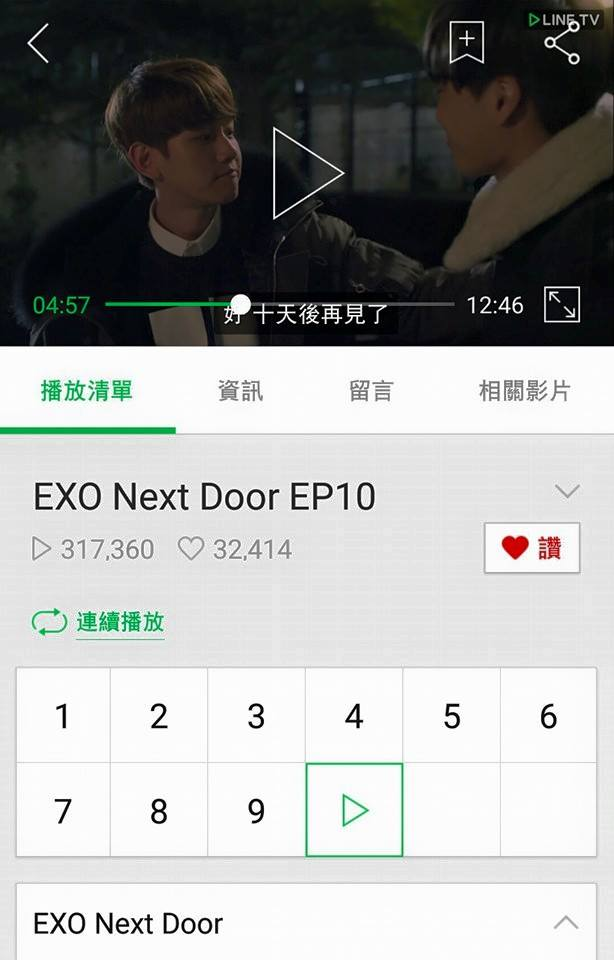 LINE TV
04:57
12:46
好 十天後再見了
播放清單 資訊 留言 相關影片
EXO Next Door EP10
317,360 32,414 讚
連續播放
1 2 3 4 5 6
7 8 9
EXO Next Door